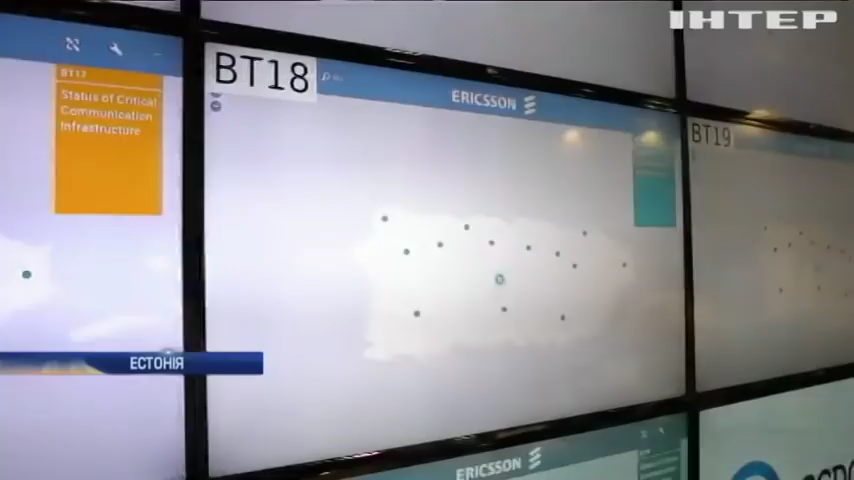 ІНТЕР
BT17
Status of Critical
Communication
Infrastructure
BT18
ERICSSON
BT19
ЕСТОНІЯ
ERICSSON